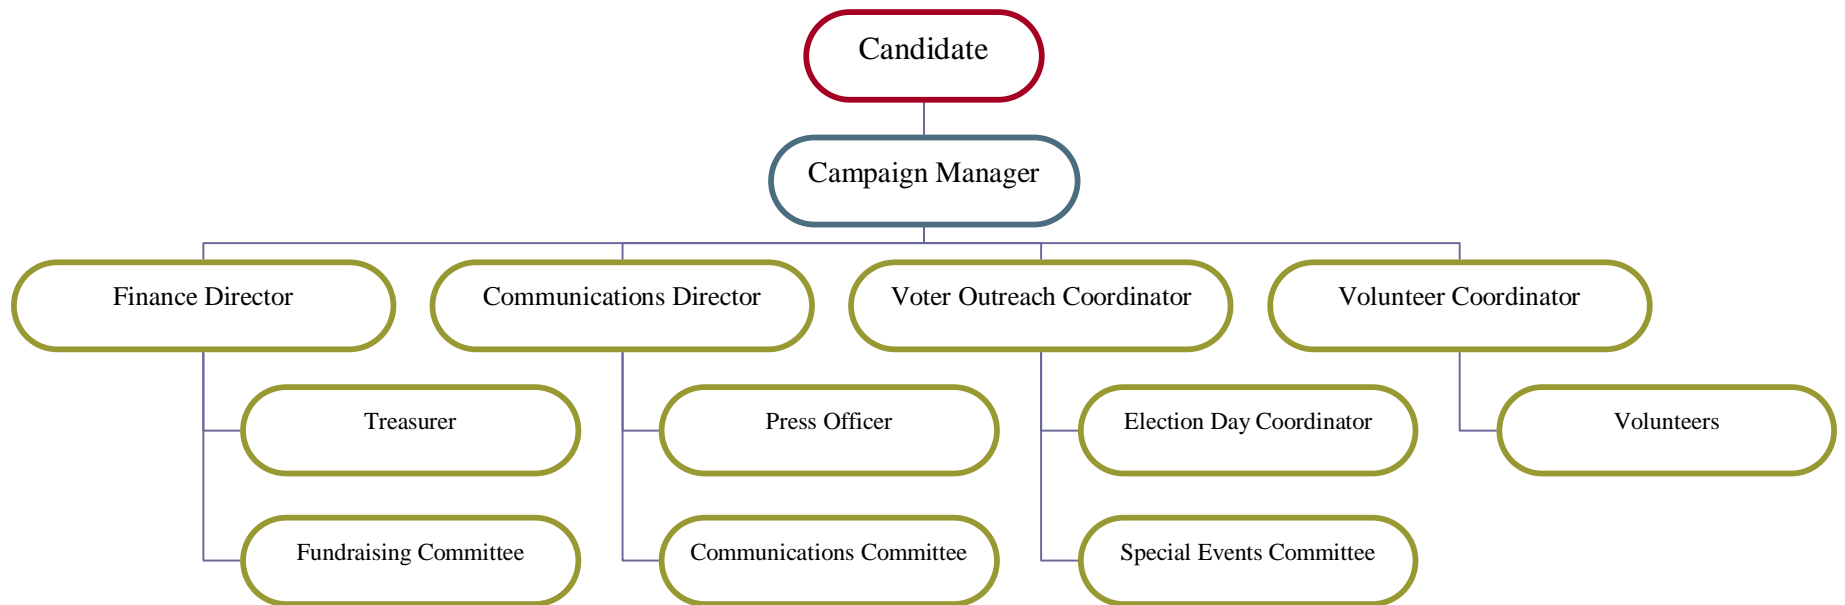 Candidate
Campaign Manager
Finance Director
Communications Director
Voter Outreach Coordinator
Volunteer Coordinator
Treasurer
Press Officer
Election Day Coordinator
Volunteers
Fundraising Committee
Communications Committee
Special Events Committee